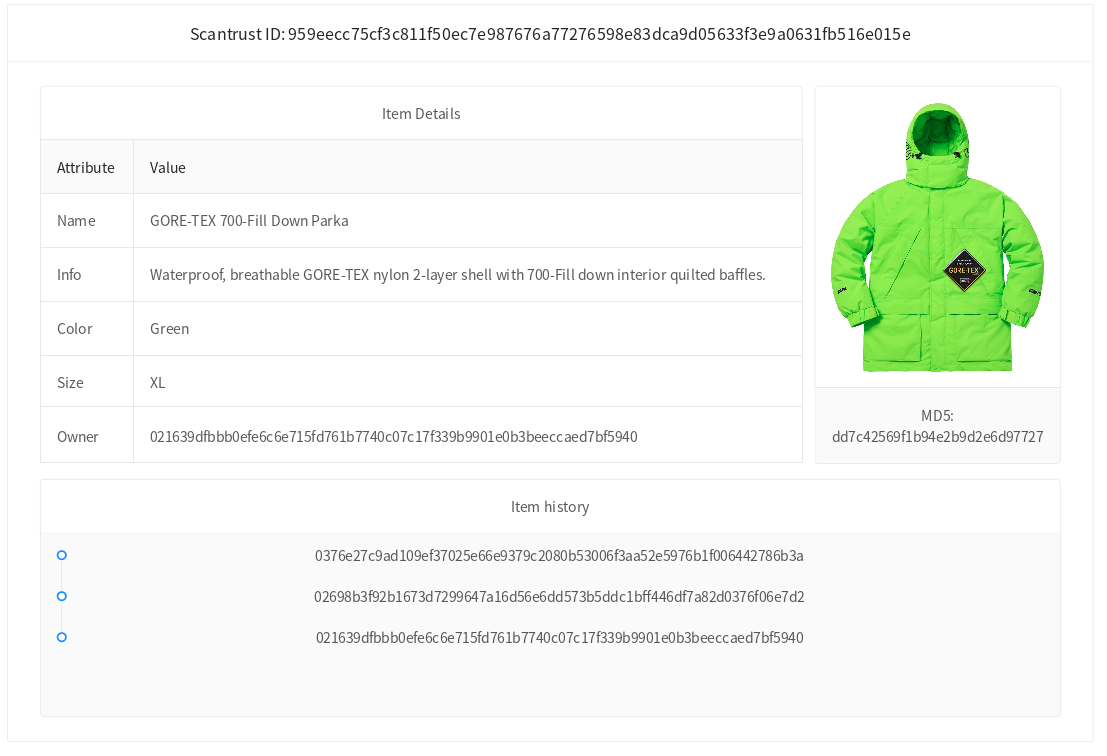 Scantrust ID: 959eecc75cf3c811f50ec7e987676a77276598e83dca9d05633f3e9a0631fb516e015e
Item Details
Attribute Value
Name GORE-TEX 700-Fill Down Parka
Info Waterproof, breathable GORE-TEX nylon 2-layer shell with 700-Fill down interior quilted baffles.
Color Green
Size XL
Owner 021639dfbbb0efe6c6e715fd761b7740c07c17f339b9901e0b3beeccaed7bf5940
GORE-TEX
MD5:
dd7c42569f1b94e2b9d2e6d97727
Item history
0376e27c9ad109ef37025e66e9379c2080b53006f3aa52e5976b1f006442786b3a
02698b3f92b1673d7299647a16d56e6dd573b5ddc1bff446df7a82d0376f06e7d2
021639dfbbb0efe6c6e715fd761b7740c07c17f339b9901e0b3beeccaed7bf5940